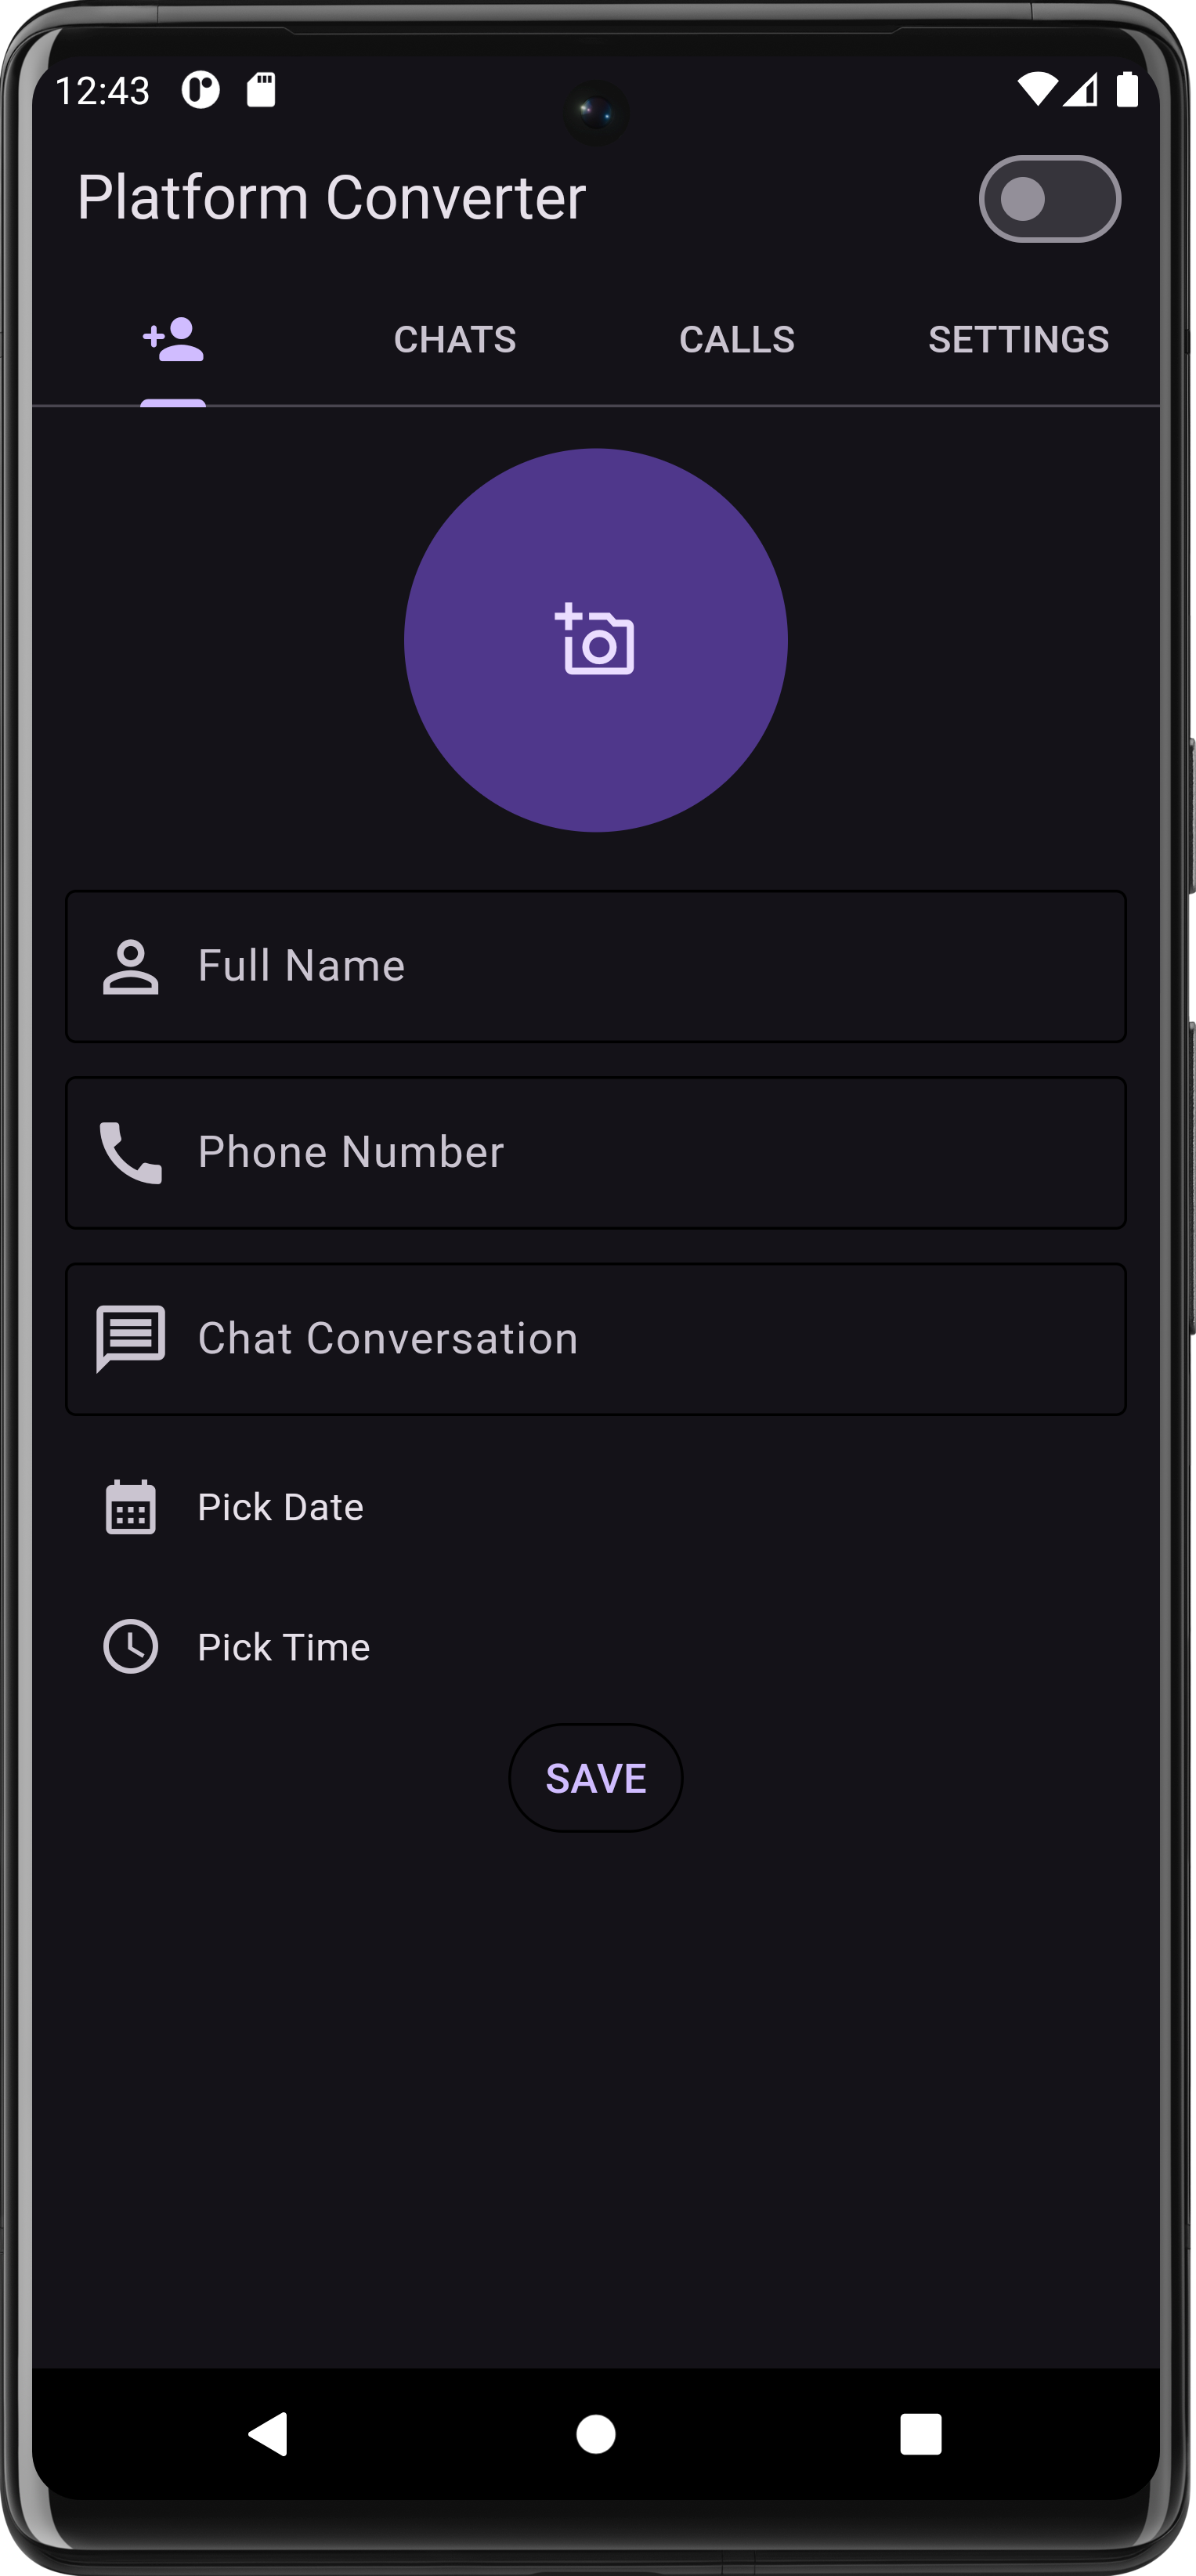 12:43
Platform Converter
CHATS CALLS SETTINGS
Full Name
Phone Number
Chat Conversation
Pick Date
Pick Time
SAVE